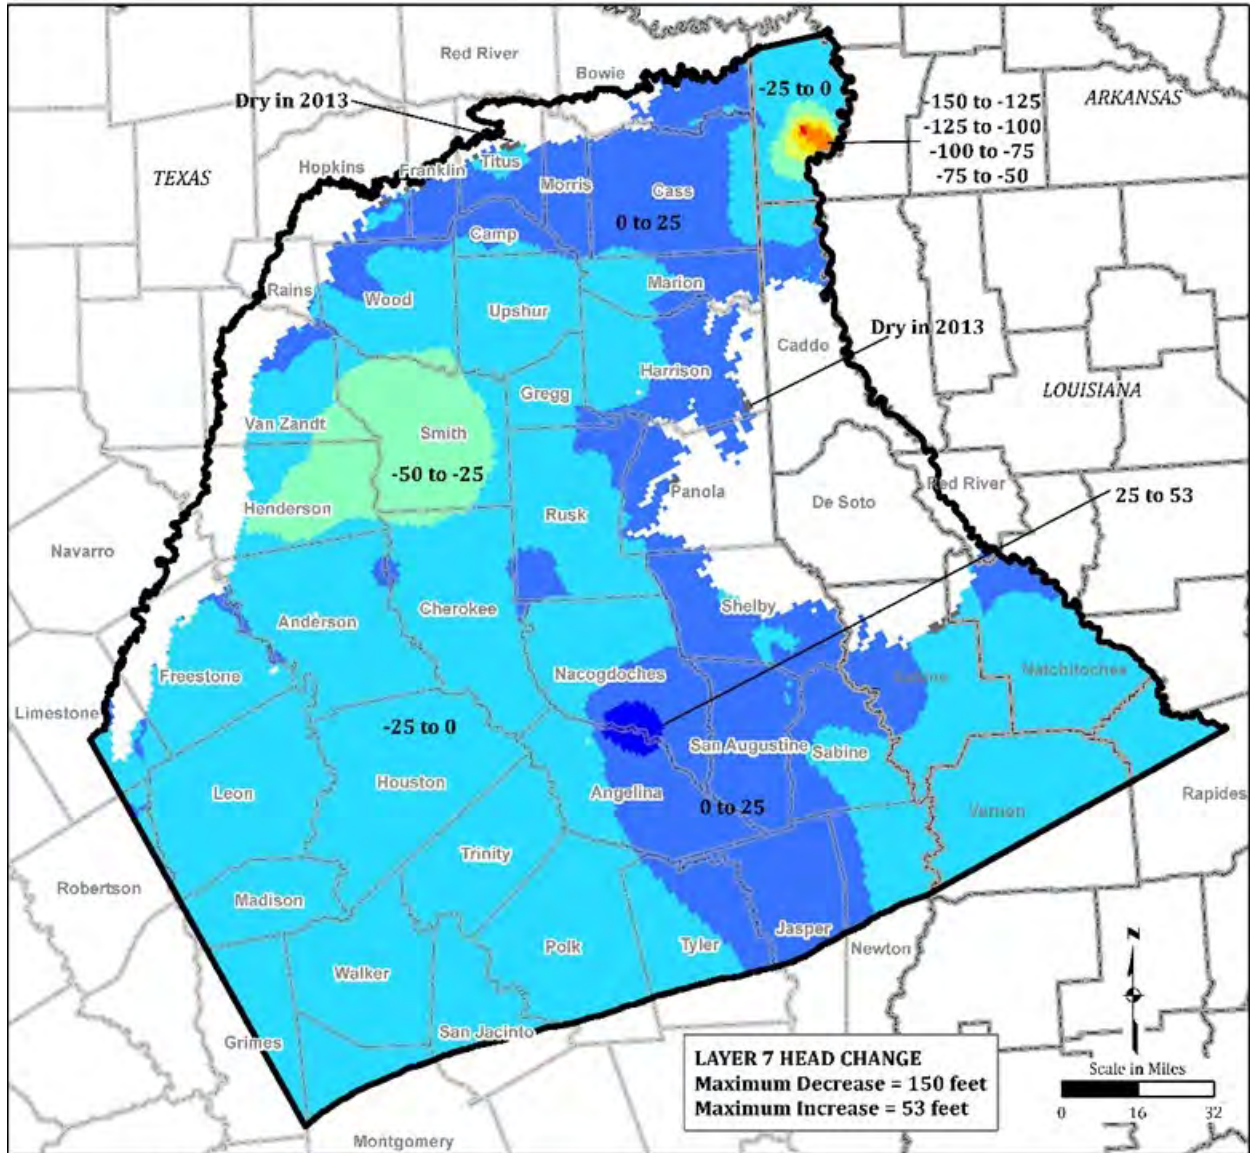 Red River
Bowie
Dry in 2013
-25 to 0
-150 to -125
-125 to -100
-100 to -75
-75 to -50
ARKANSAS
TEXAS
Hopkins
Franklin
Titus
Morris
Cass
0 to 25
Camp
Rains
Wood
Upshur
Marion
Dry in 2013
Caddo
Harrison
Gregg
LOUISIANA
Van Zandt
Smith
-50 to -25
Panola
De Soto
Red River
25 to 53
Henderson
Rusk
Navarro
Anderson
Cherokee
Shelby
Freestone
Nacogdoches
Sabine
Natchitoches
Limestone
-25 to 0
San Augustine
Sabine
Leon
Houston
Angelina
0 to 25
Vernon
Rapides
Trinity
Robertson
Madison
Polk
Tyler
Jasper
Newton
N
Walker
Grimes
San Jacinto
Montgomery
LAYER 7 HEAD CHANGE
Maximum Decrease = 150 feet
Maximum Increase = 53 feet
Scale in Miles
0 16 32